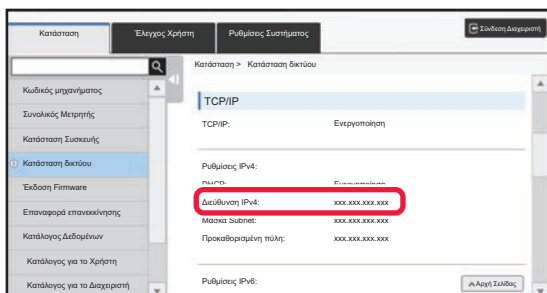 Κατάσταση
Έλεγχος Χρήστη
Ρυθμίσεις Συστήματος
Σύνδεση Διαχειριστή
Κατάσταση > Κατάσταση δικτύου
Κωδικός μηχανήματος
Συνολικός Μετρητής
Κατάσταση Συσκευής
Κατάσταση δικτύου
Έκδοση Firmware
Επαναφορά επανεκκίνησης
Κατάλογος Δεδομένων
Κατάλογος για το Χρήστη
Κατάλογος για το Διαχειριστή
TCP/IP
TCP/IP: Ενεργοποίηση
Ρυθμίσεις IPv4:
DHCP: Ενεργοποίηση
Διεύθυνση IPv4: xxx.xxx.xxx.xxx
Μάσκα Subnet: xxx.xxx.xxx.xxx
Προκαθορισμένη πύλη: xxx.xxx.xxx.xxx
Ρυθμίσεις IPv6:
Αρχή Σελίδας